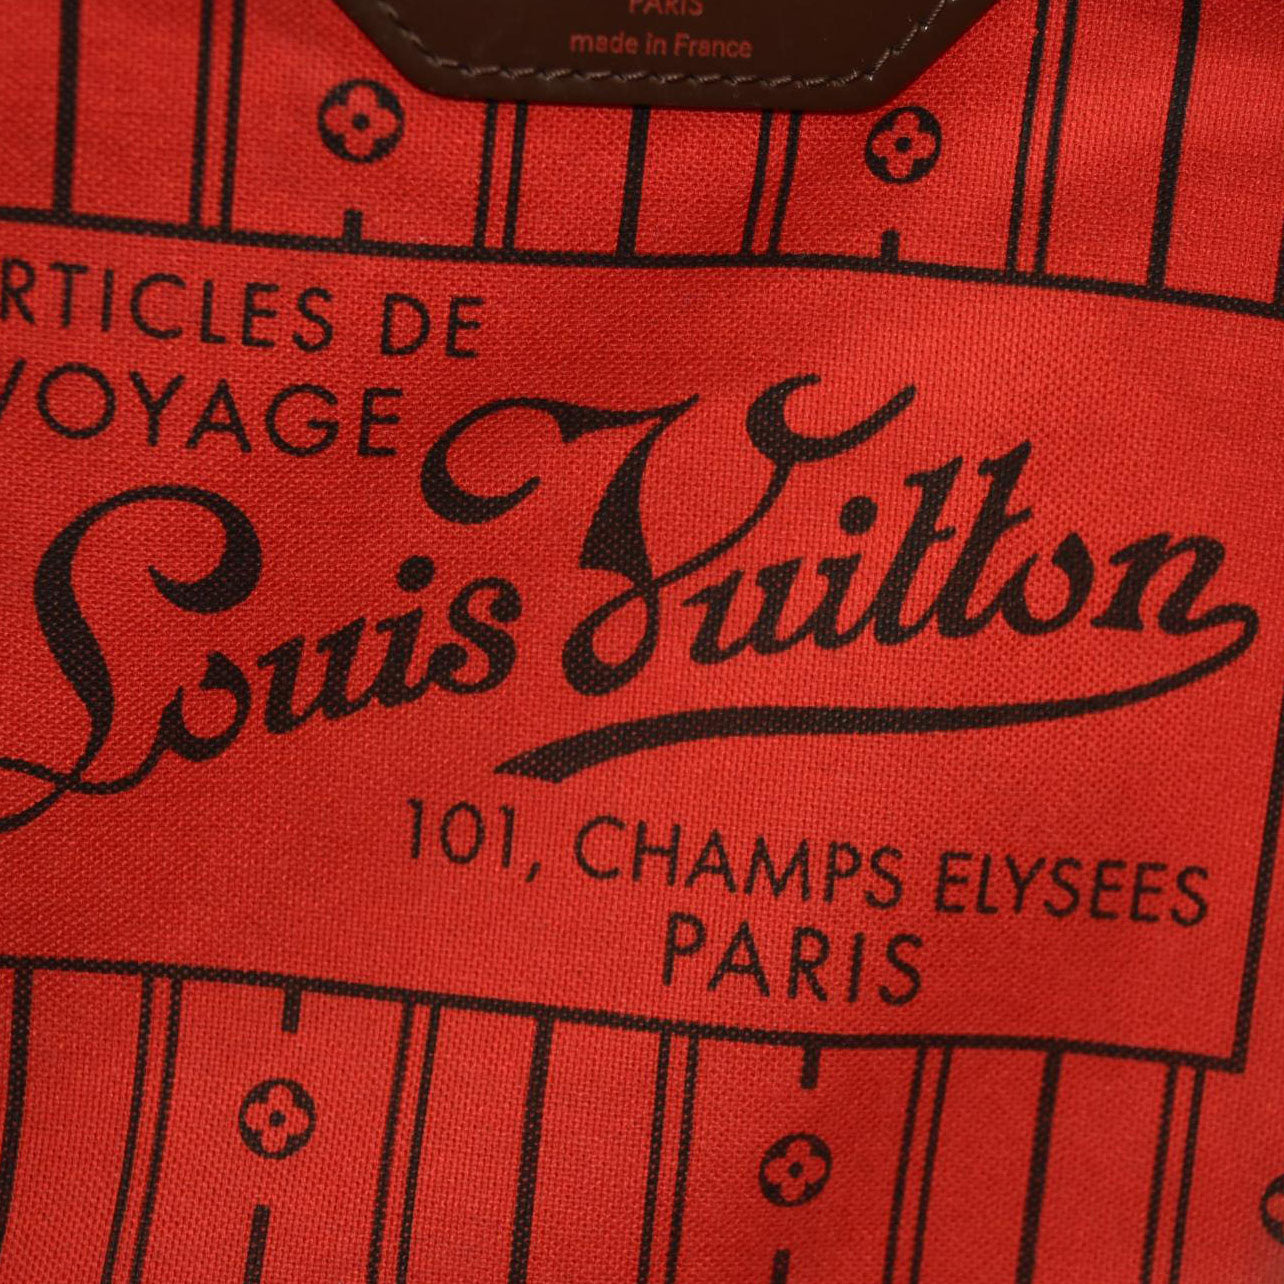 PARIS
made in France
RTICLES DE
VOYAGE
Louis Vuitton
101, CHAMPS ELYSEES
PARIS